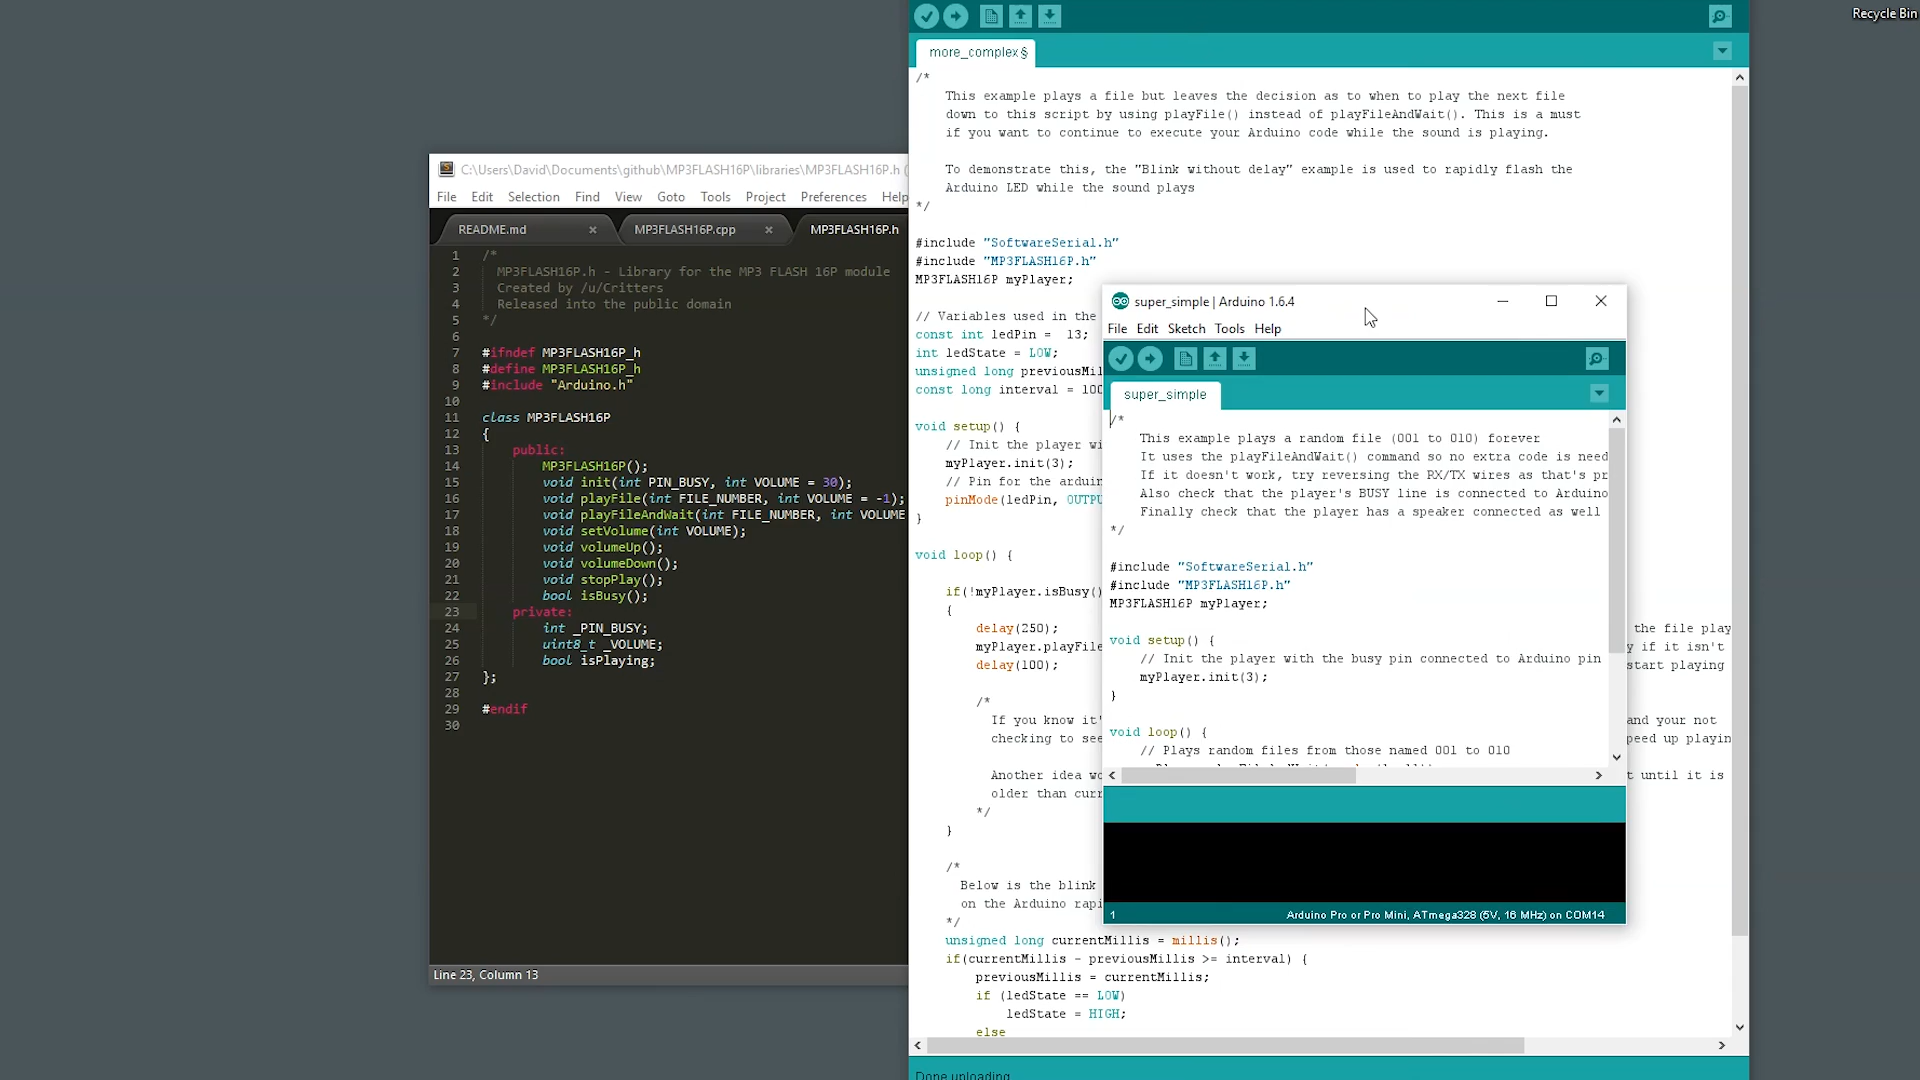 Recycle Bin
C:\Users\David\Documents\github\MP3FLASH16P\libraries\MP3FLASH16P.h (
File Edit Selection Find View Goto Tools Project Preferences Help
README.md × MP3FLASH16P.cpp × MP3FLASH16P.h
1 /*
2 MP3FLASH16P.h - Library for the MP3 FLASH 16P module
3 Created by /u/Critters
4 Released into the public domain
5 */
6
7 #ifndef MP3FLASH16P_h
8 #define MP3FLASH16P_h
9 #include "Arduino.h"
10
11 class MP3FLASH16P
12 {
13 public:
14 MP3FLASH16P();
15 void init(int PIN_BUSY, int VOLUME = 30);
16 void playFile(int FILE_NUMBER, int VOLUME = -1);
17 void playFileAndWait(int FILE_NUMBER, int VOLUME
18 void setVolume(int VOLUME);
19 void volumeUp();
20 void volumeDown();
21 void stopPlay();
22 bool isBusy();
23 private:
24 int _PIN_BUSY;
25 uint8_t _VOLUME;
26 bool isPlaying;
27 };
28
29 #endif
30
Line 23, Column 13
more_complex§
/*
This example plays a file but leaves the decision as to when to play the next file
down to this script by using playFile() instead of playFileAndWait(). This is a must
if you want to continue to execute your Arduino code while the sound is playing.
To demonstrate this, the "Blink without delay" example is used to rapidly flash the
Arduino LED while the sound plays
*/
#include "SoftwareSerial.h"
#include "MP3FLASH16P.h"
MP3FLASH16P myPlayer;
// Variables used in the
const int ledPin = 13;
int ledState = LOW;
unsigned long previousMil
const long interval = 100
void setup() {
// Init the player wi
myPlayer.init(3);
// Pin for the arduin
pinMode(ledPin, OUTPU
}
void loop() {
if(!myPlayer.isBusy()
{
delay(250); the file play
myPlayer.playFile y if it isn't
delay(100); start playing
/*
If you know it' and your not
checking to see peed up playin
Another idea wo t until it is
older than curr
*/
}
/*
Below is the blink
on the Arduino rapi
*/
unsigned long currentMillis = millis();
if(currentMillis - previousMillis >= interval) {
previousMillis = currentMillis;
if (ledState == LOW)
ledState = HIGH;
else
Done uploading
super_simple | Arduino 1.6.4
File Edit Sketch Tools Help
super_simple
/*
This example plays a random file (001 to 010) forever
It uses the playFileAndWait() command so no extra code is need
If it doesn't work, try reversing the RX/TX wires as that's pr
Also check that the player's BUSY line is connected to Arduino
Finally check that the player has a speaker connected as well
*/
#include "SoftwareSerial.h"
#include "MP3FLASH16P.h"
MP3FLASH16P myPlayer;
void setup() {
// Init the player with the busy pin connected to Arduino pin
myPlayer.init(3);
}
void loop() {
// Plays random files from those named 001 to 010
1 Arduino Pro or Pro Mini, ATmega328 (5V, 16 MHz) on COM14